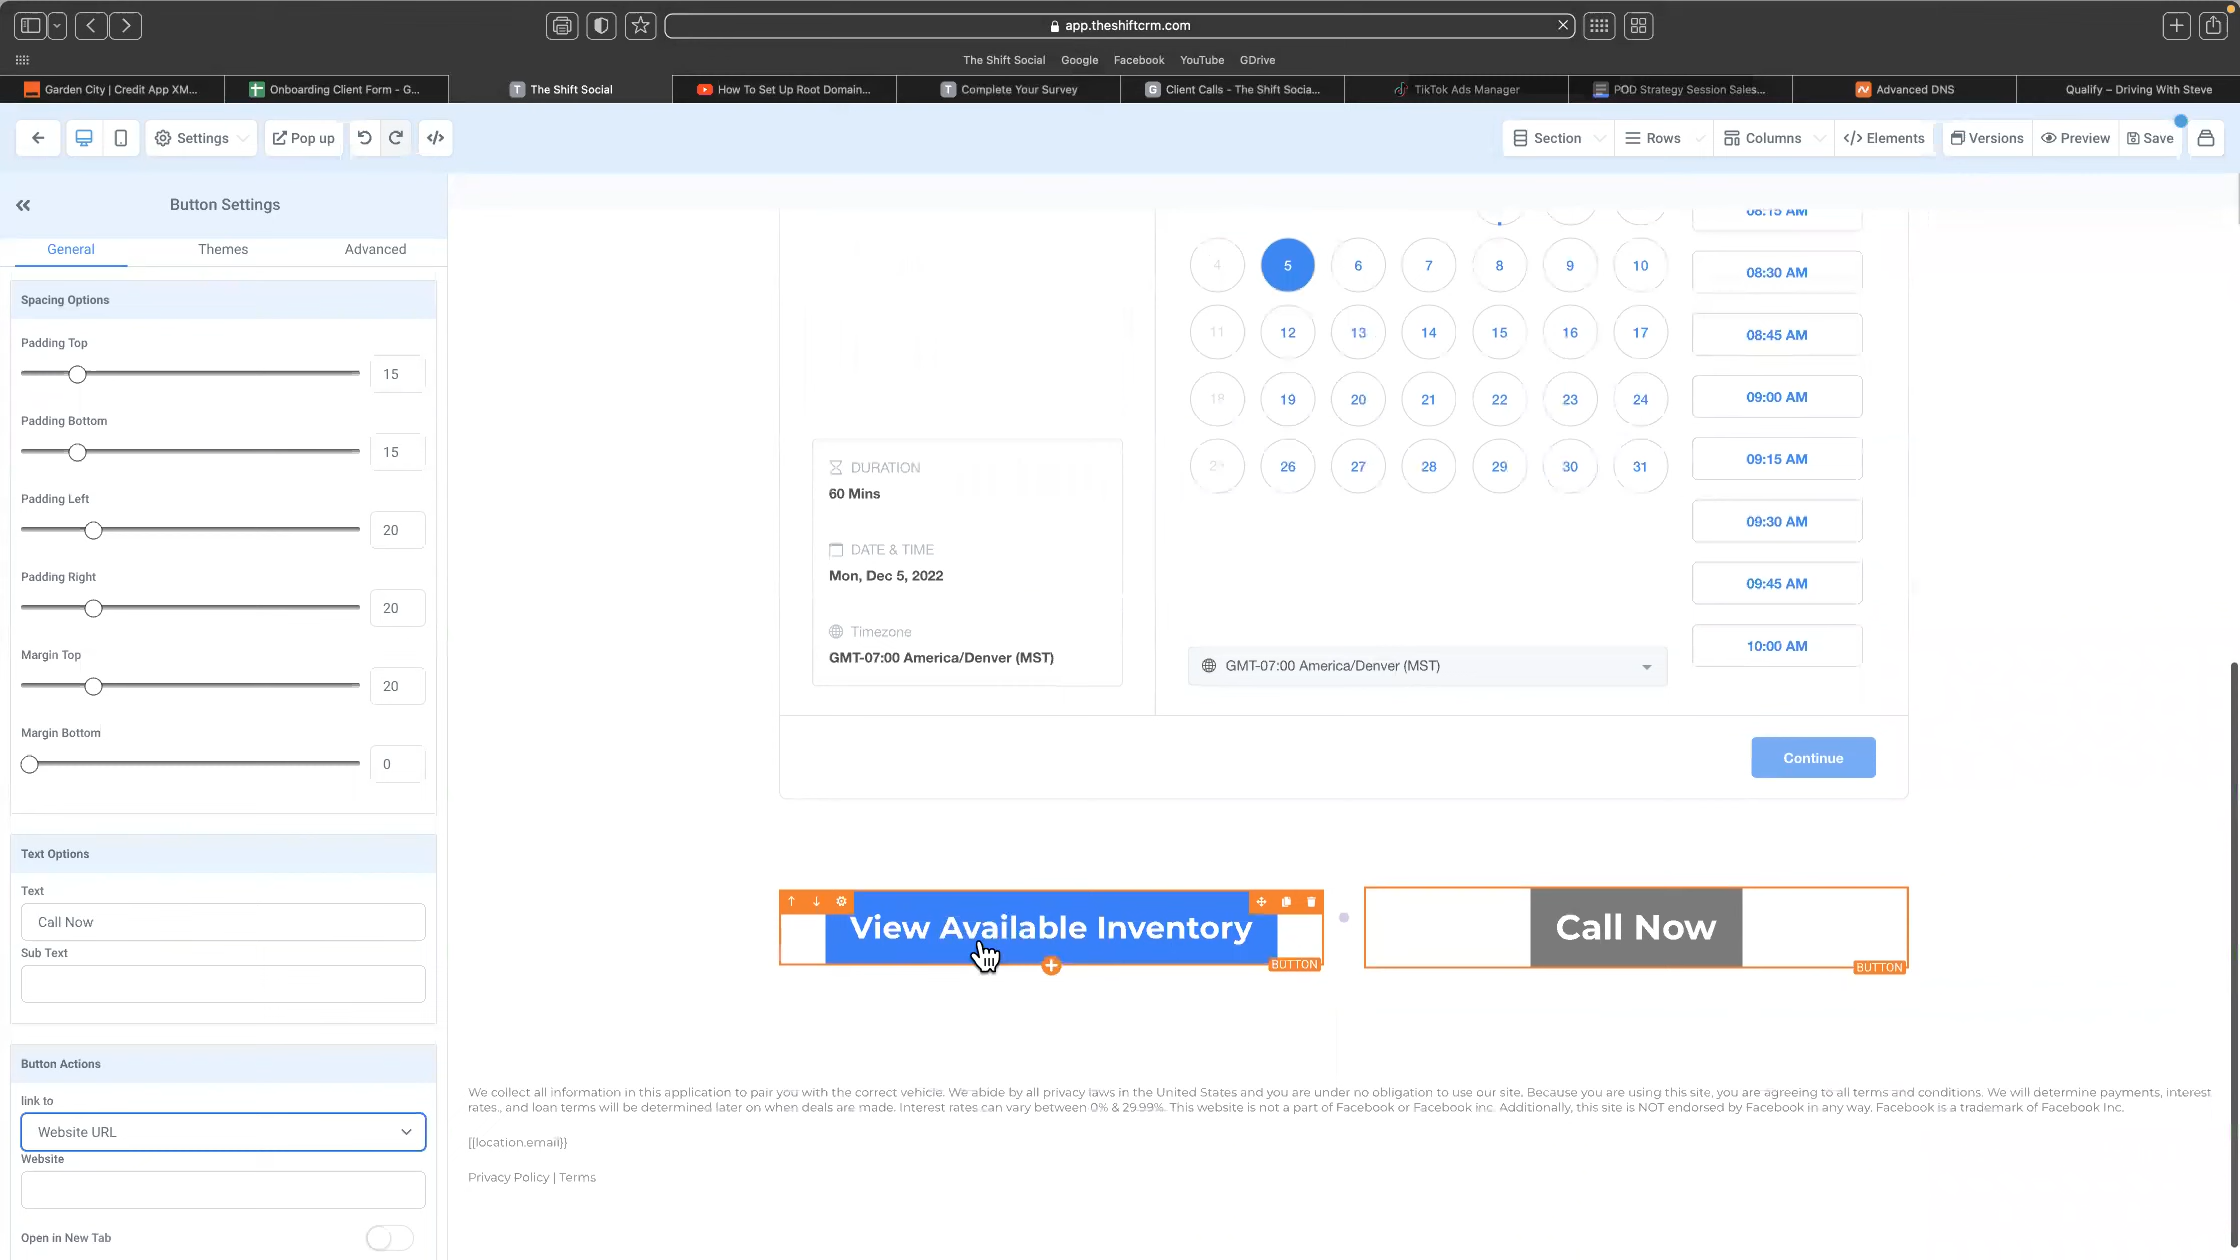 app.theshiftcrm.com
The Shift Social Google Facebook YouTube GDrive
Garden City | Credit App XM...
Onboarding Client Form - G...
The Shift Social
How To Set Up Root Domain...
Complete Your Survey
Client Calls - The Shift Socia...
TikTok Ads Manager
POD Strategy Session Sales...
Advanced DNS
Qualify – Driving With Steve
Settings
Pop up
Section
Rows
Columns
Elements
Versions
Preview
Save
Button Settings
General Themes Advanced
Spacing Options
Padding Top
15
Padding Bottom
15
Padding Left
20
Padding Right
20
Margin Top
20
Margin Bottom
0
Text Options
Text
Call Now
Sub Text
Button Actions
link to
Website URL
Website
Open in New Tab
4 5 6 7 8 9 10
11 12 13 14 15 16 17
18 19 20 21 22 23 24
26 27 28 29 30 31
08:15 AM
08:30 AM
08:45 AM
09:00 AM
09:15 AM
09:30 AM
09:45 AM
10:00 AM
DURATION
60 Mins
DATE & TIME
Mon, Dec 5, 2022
Timezone
GMT-07:00 America/Denver (MST)
GMT-07:00 America/Denver (MST)
Continue
View Available Inventory
BUTTON
Call Now
BUTTON
We collect all information in this application to pair you with the correct vehicle. We abide by all privacy laws in the United States and you are under no obligation to use our site. Because you are using this site, you are agreeing to all terms and conditions. We will determine payments, interest
rates., and loan terms will be determined later on when deals are made. Interest rates can vary between 0% & 29.99%. This website is not a part of Facebook or Facebook inc. Additionally, this site is NOT endorsed by Facebook in any way. Facebook is a trademark of Facebook Inc.
{{location.email}}
Privacy Policy | Terms